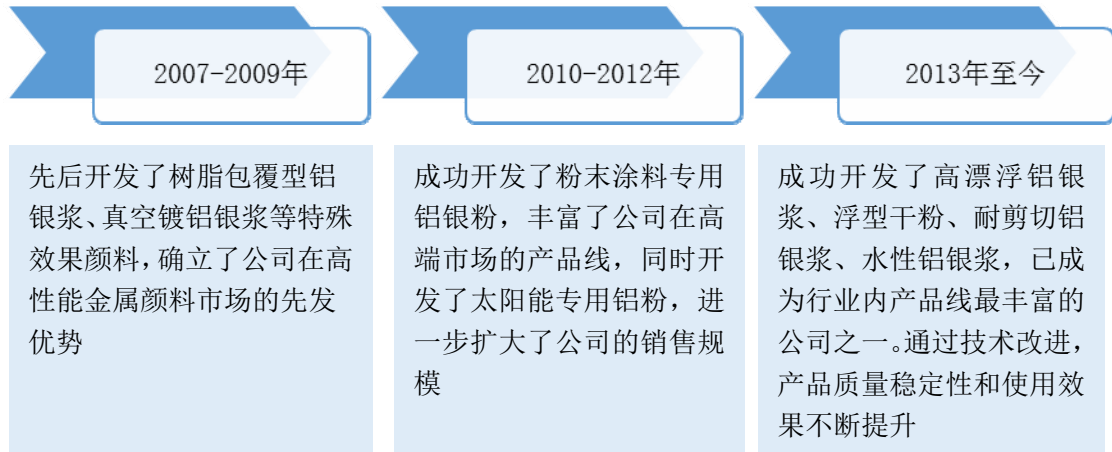 2007-2009年
2010-2012年
2013年至今
先后开发了树脂包覆型铝
银浆、真空镀铝银浆等特殊
效果颜料，确立了公司在高
性能金属颜料市场的先发
优势
成功开发了粉末涂料专用
铝银粉，丰富了公司在高
端市场的产品线，同时开
发了太阳能专用铝粉，进
一步扩大了公司的销售规
模
成功开发了高漂浮铝银
浆、浮型干粉、耐剪切铝
银浆、水性铝银浆，已成
为行业内产品线最丰富的
公司之一。通过技术改进，
产品质量稳定性和使用效
果不断提升